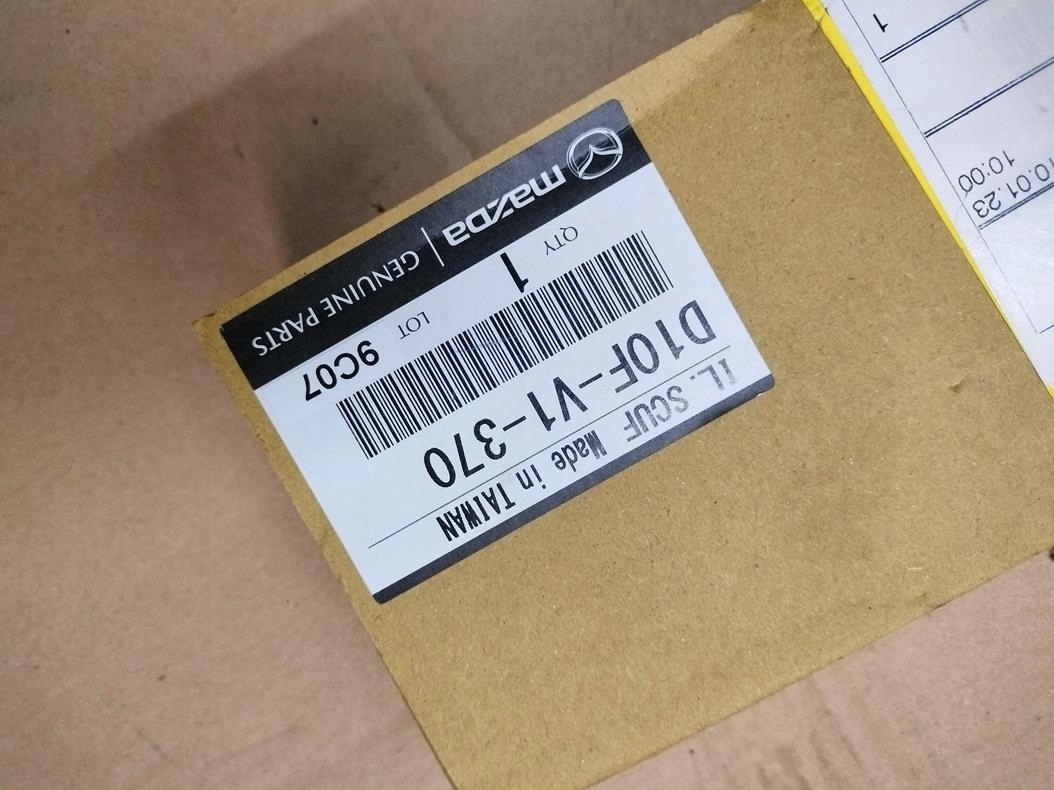 mazda | GENUINE PARTS
QTY LOT
1 9C07
D10F-V1-370
IL. SCUF Made in TAIWAN
1
10:00
10.01.23